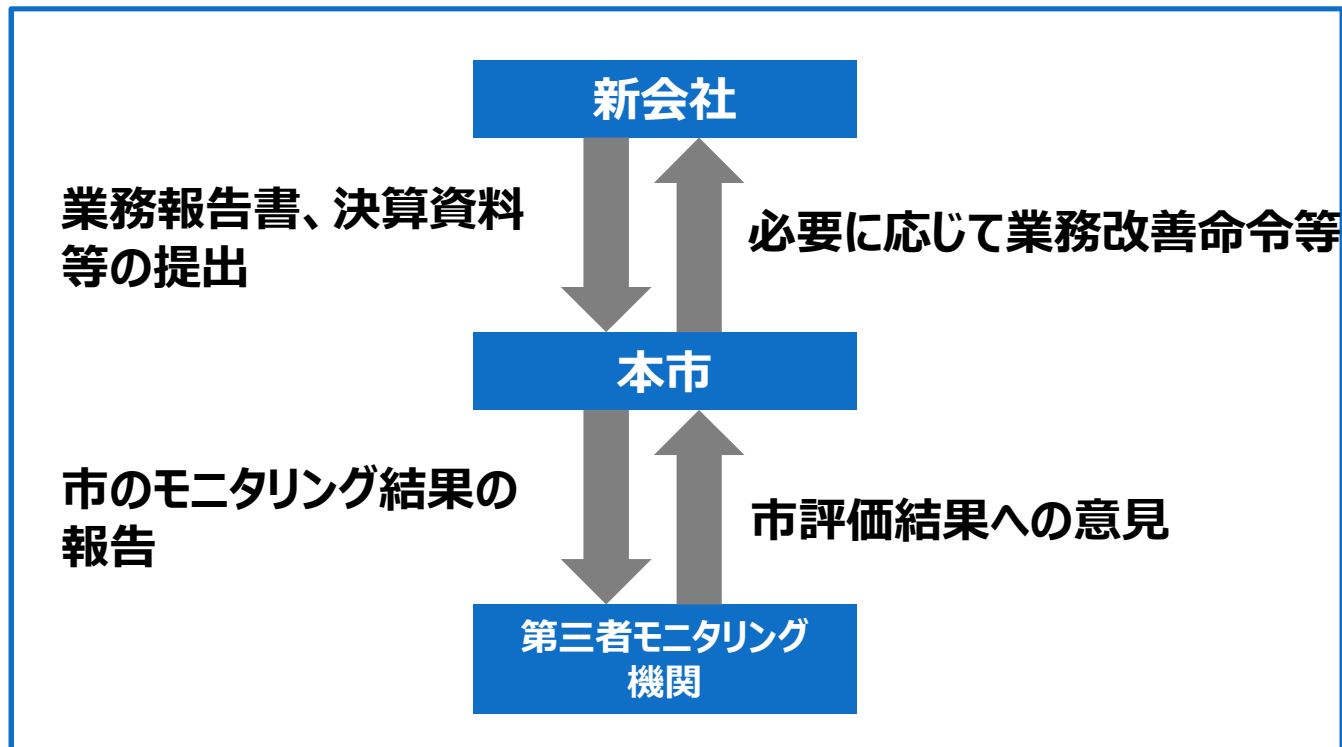 新会社
業務報告書、決算資料
等の提出
必要に応じて業務改善命令等
本市
市のモニタリング結果の
報告
市評価結果への意見
第三者モニタリング
機関